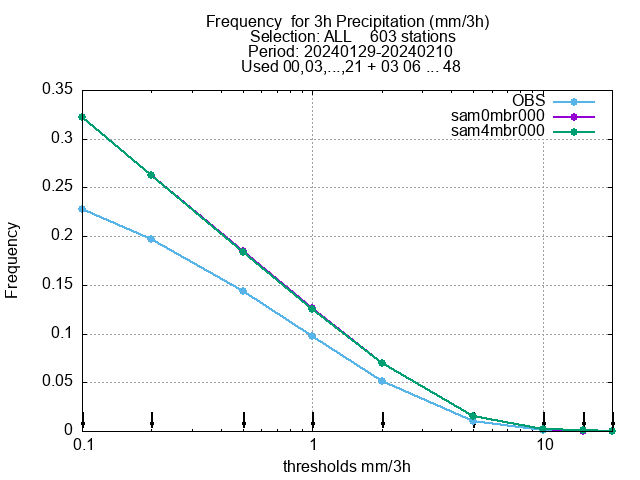 Frequency  for 3h Precipitation (mm/3h)
Selection: ALL    603 stations
Period: 20240129-20240210
Used 00,03,...,21 + 03 06 ... 48
OBS
sam0mbr000
sam4mbr000
0.35
0.3
0.25
0.2
0.15
0.1
0.05
0
Frequency
0.1
1
10
thresholds mm/3h